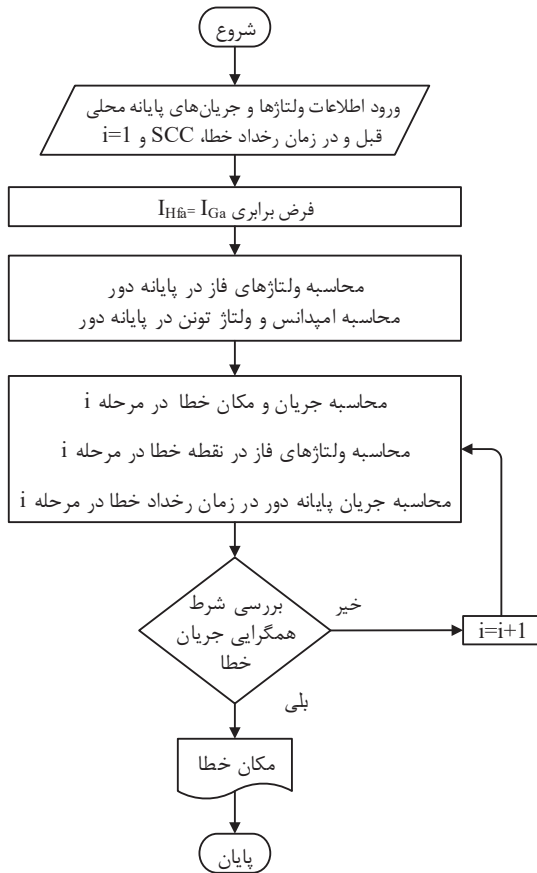 شروع
ورود اطلاعات ولتاژها و جریان‌های پایانه محلی
قبل و در زمان رخداد خطا، SCC و i=1
فرض برابری I_Hfa= I_Ga
محاسبه ولتاژهای فاز در پایانه دور
محاسبه امپدانس و ولتاژ تونن در پایانه دور
محاسبه جریان و مکان خطا در مرحله i
محاسبه ولتاژهای فاز در نقطه خطا در مرحله i
محاسبه جریان پایانه دور در زمان رخداد خطا در مرحله i
بررسی شرط
همگرایی جریان
خطا
خیر
i=i+1
بلی
مکان خطا
پایان